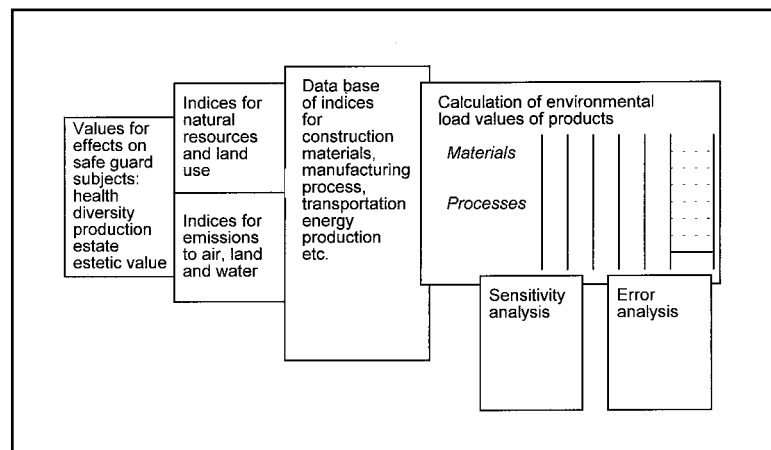 Values for
effects on
safe guard
subjects:
health
diversity
production
estate
estetic value
Indices for
natural
resources
and land
use
Indices for
emissions
to air, land
and water
Data base
of indices
for
construction
materials,
manufacturing
process,
transportation
energy
production
etc.
Calculation of environmental
load values of products
Materials
Processes
Sensitivity
analysis
Error
analysis